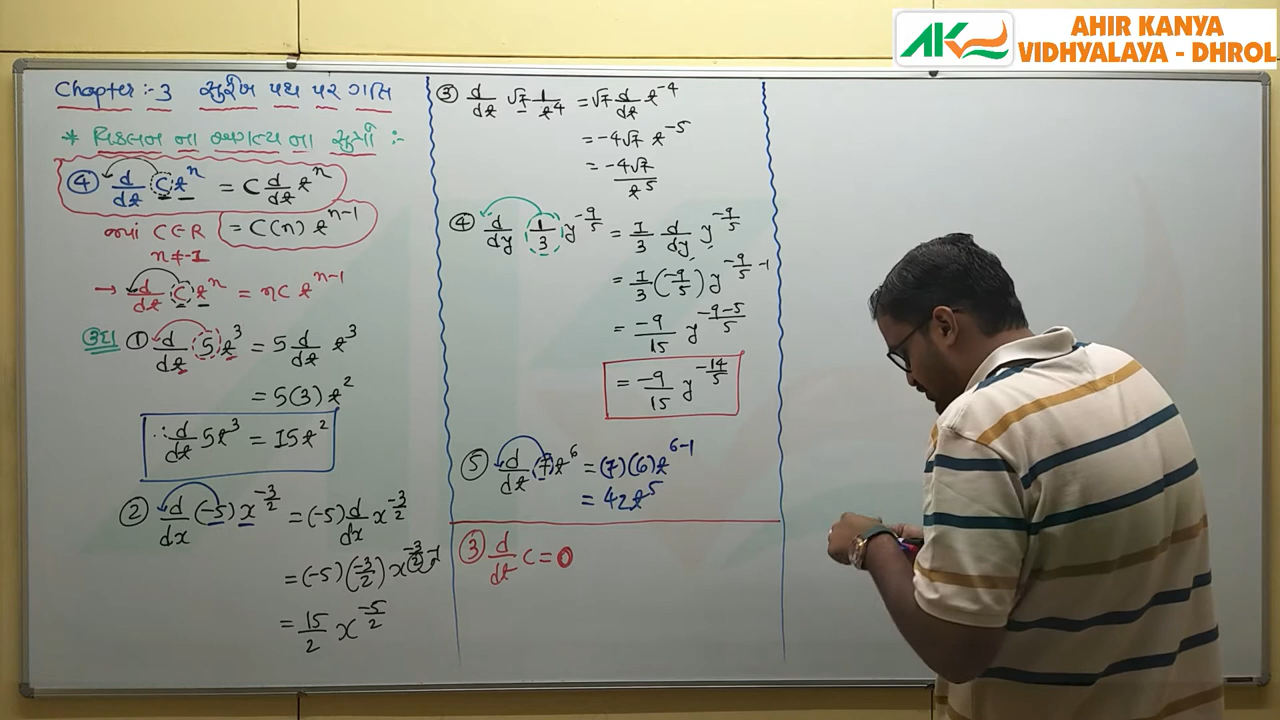 AHIR KANYA
VIDHYALAYA - DHROL
Chapter :- 3 સુરેખ પથ પર ગતિ
* વિકલન ના અગત્ય ના સુત્રો :-
④ d/dt c t^n = c d/dt t^n
= c(n) t^(n-1)
જ્યાં C∈R
n≠-1
→ d/dt c t^n = nc t^(n-1)
ઉદા ① d/dt 5 t^3 = 5 d/dt t^3
= 5(3) t^2
∴ d/dt 5t^3 = 15t^2
② d/dx (-5) x^(-3/2) = (-5) d/dx x^(-3/2)
= (-5)(-3/2) x^(-3/2-1)
= 15/2 x^(-5/2)
③ d/dt √7 1/t^4 = √7 d/dt t^-4
= -4√7 t^-5
= -4√7/t^5
④ d/dy 1/3 y^(-9/5) = 1/3 d/dy y^(-9/5)
= 1/3 (-9/5) y^(-9/5-1)
= -9/15 y^((-9-5)/5)
= -9/15 y^(-14/5)
⑤ d/dt (7) t^6 = (7)(6) t^(6-1)
= 42 t^5
③ d/dt c = 0